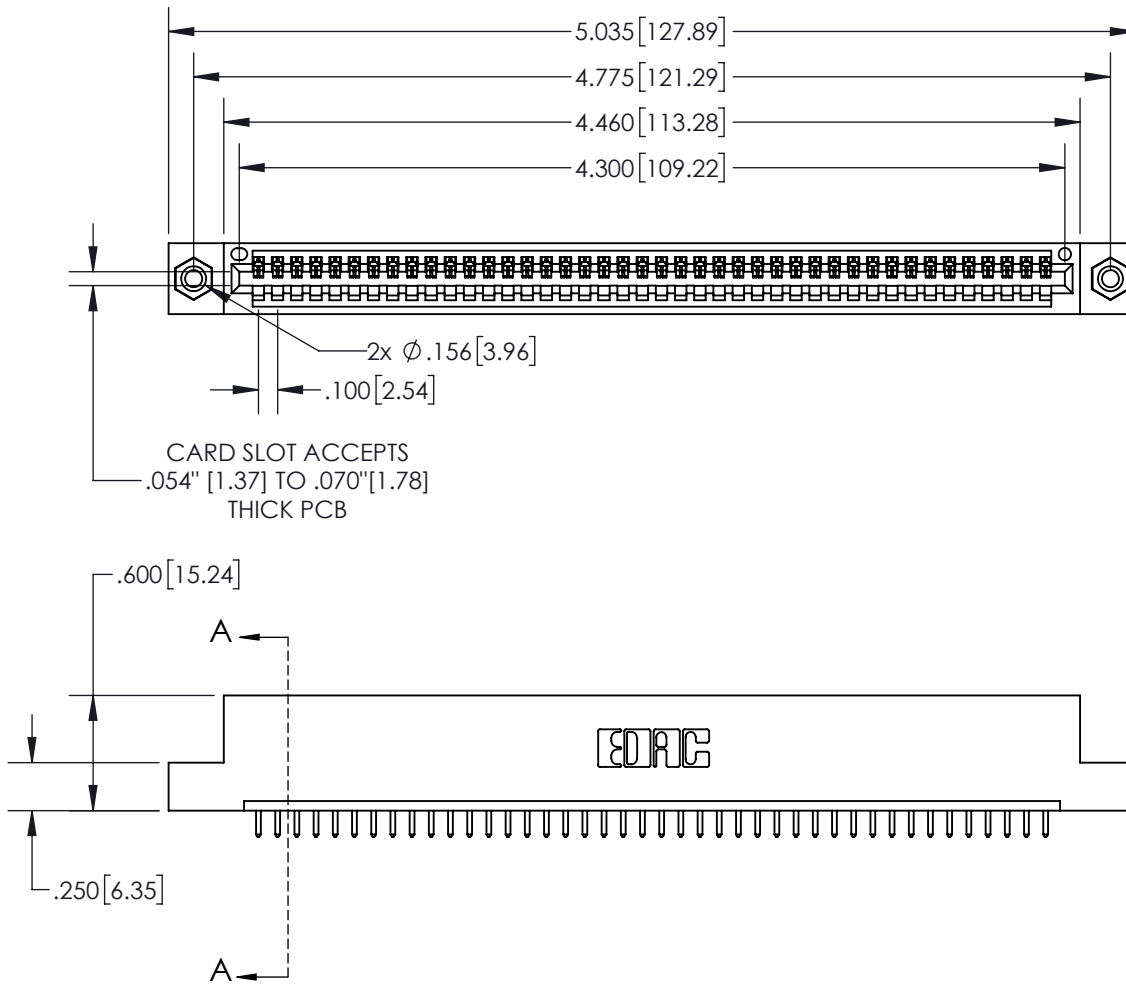 5.035[127.89]
4.775[121.29]
4.460[113.28]
4.300[109.22]
2x Ø.156[3.96]
.100[2.54]
CARD SLOT ACCEPTS
.054" [1.37] TO .070"[1.78]
THICK PCB
.600[15.24]
A
EDAC
.250[6.35]
A